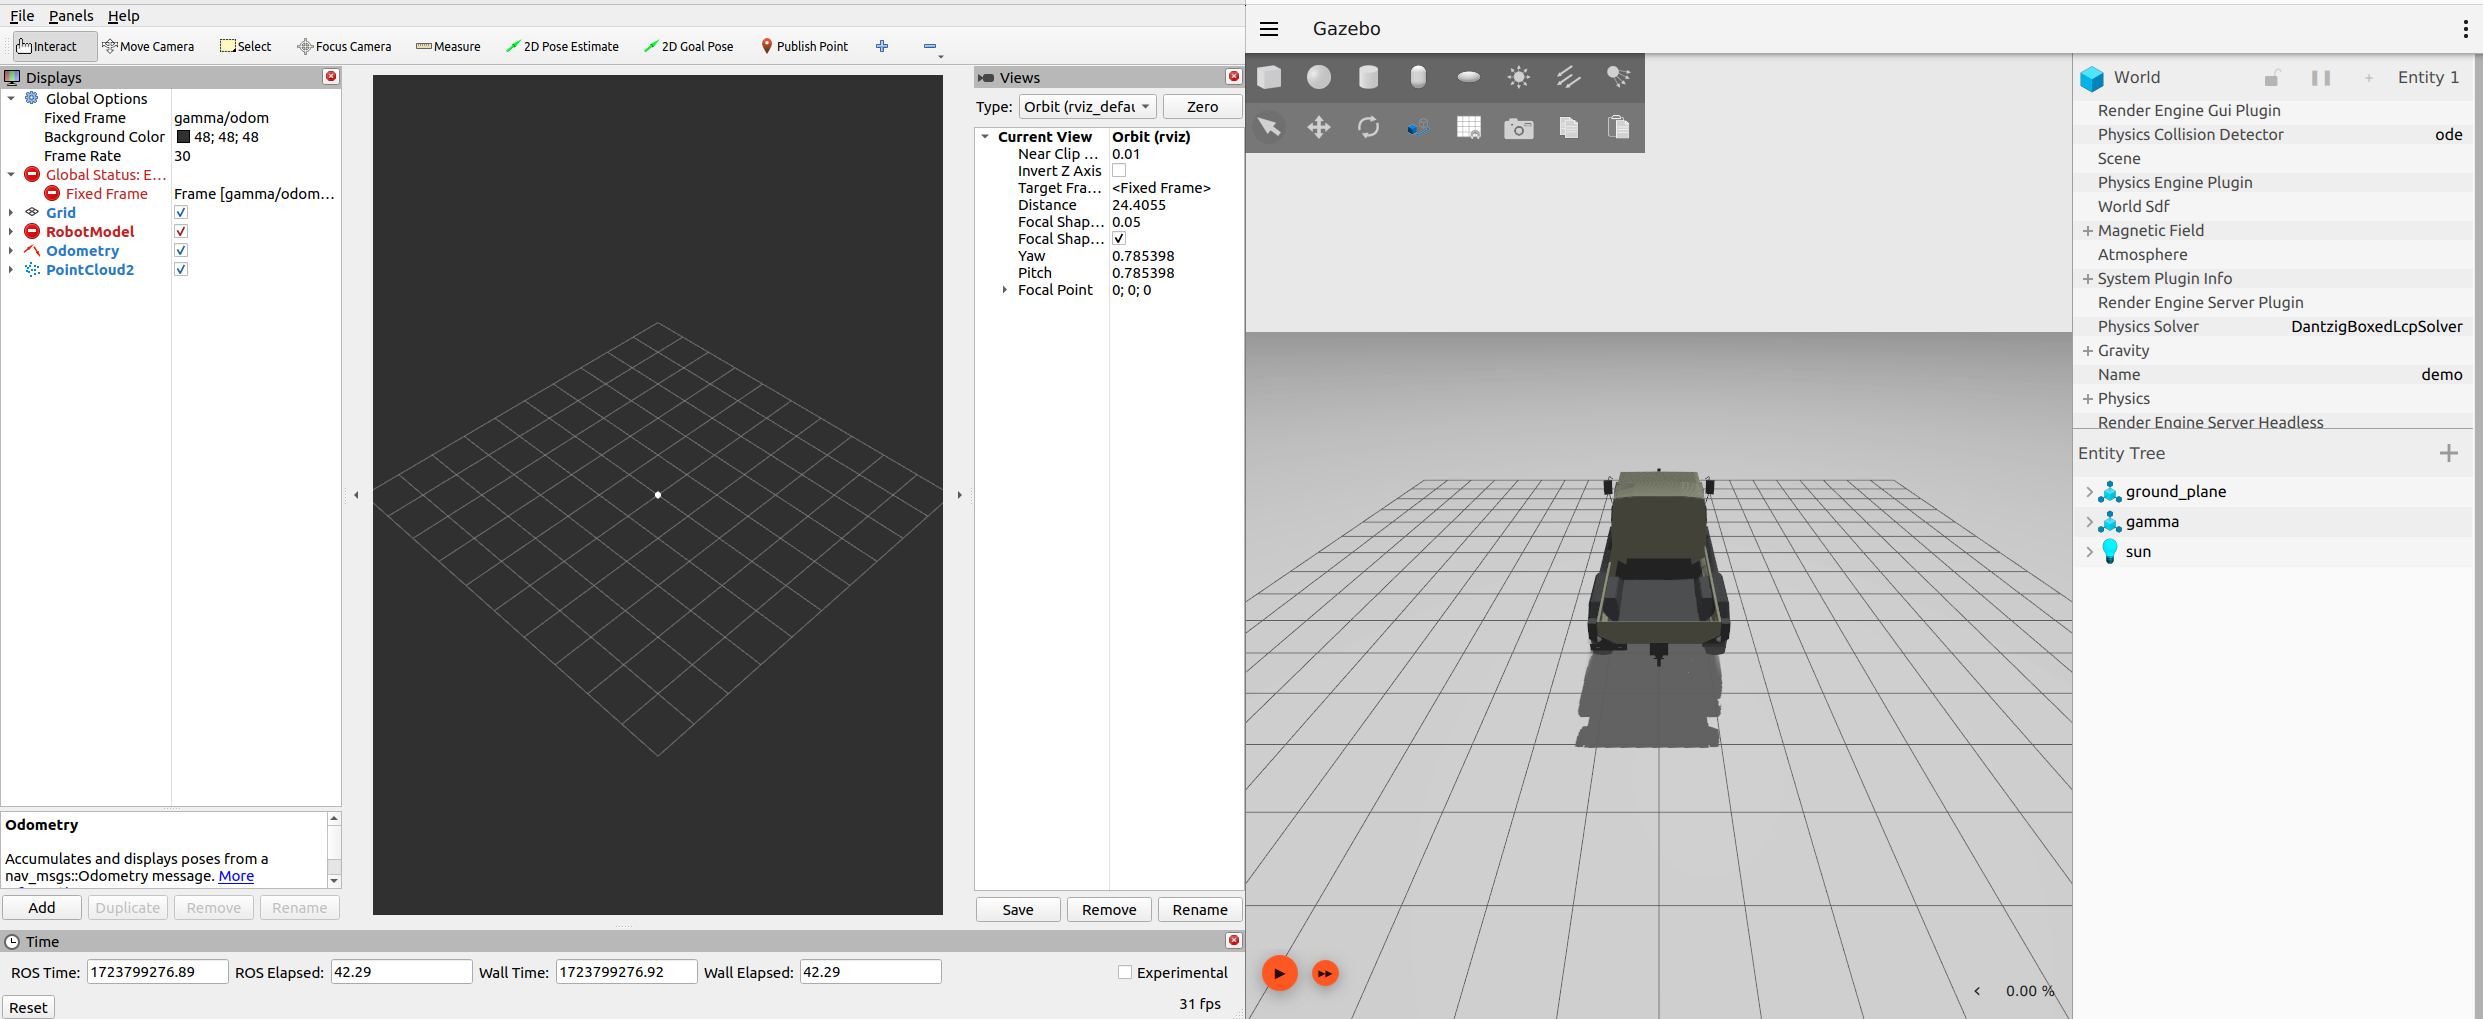 File Panels Help
Interact Move Camera Select Focus Camera Measure 2D Pose Estimate 2D Goal Pose Publish Point
Displays
Global Options
Fixed Frame gamma/odom
Background Color 48; 48; 48
Frame Rate 30
Global Status: E...
Fixed Frame Frame [gamma/odom...
Grid
RobotModel
Odometry
PointCloud2
Odometry
Accumulates and displays poses from a
nav_msgs::Odometry message. More
Add Duplicate Remove Rename
Views
Type: Orbit (rviz_defau Zero
Current View Orbit (rviz)
Near Clip ... 0.01
Invert Z Axis
Target Fra... <Fixed Frame>
Distance 24.4055
Focal Shap... 0.05
Focal Shap...
Yaw 0.785398
Pitch 0.785398
Focal Point 0; 0; 0
Save Remove Rename
Time
ROS Time: 1723799276.89 ROS Elapsed: 42.29 Wall Time: 1723799276.92 Wall Elapsed: 42.29 Experimental
Reset 31 fps
Gazebo
World Entity 1
Render Engine Gui Plugin
Physics Collision Detector ode
Scene
Physics Engine Plugin
World Sdf
Magnetic Field
Atmosphere
System Plugin Info
Render Engine Server Plugin
Physics Solver DantzigBoxedLcpSolver
Gravity
Name demo
Physics
Render Engine Server Headless
Entity Tree
ground_plane
gamma
sun
0.00 %